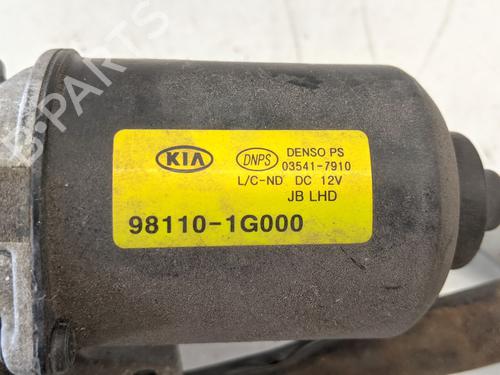 KIA
DNPS
DENSO PS
03541-7910
L/C-ND DC 12V
JB LHD
98110-1G000
B-PARTS